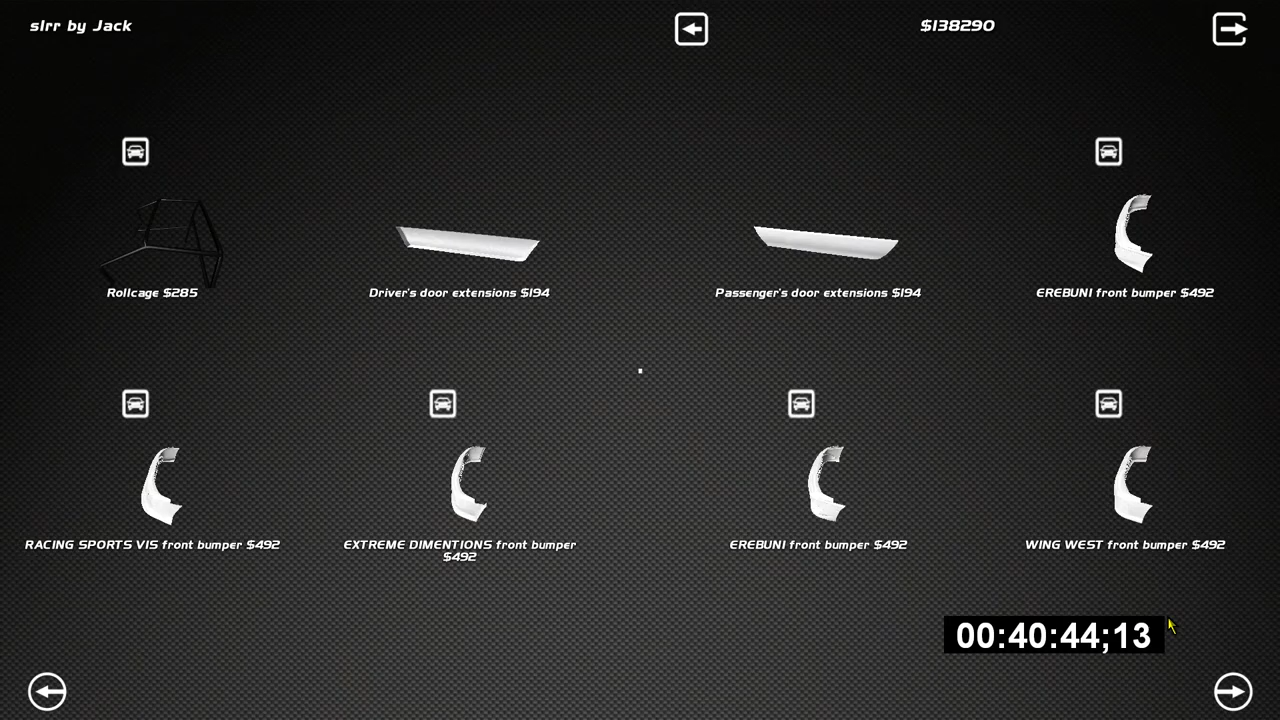 slrr by Jack
$138290
Rollcage $285
Driver's door extensions $194
Passenger's door extensions $194
EREBUNI front bumper $492
RACING SPORTS VIS front bumper $492
EXTREME DIMENTIONS front bumper
$492
EREBUNI front bumper $492
WING WEST front bumper $492
00:40:44;13